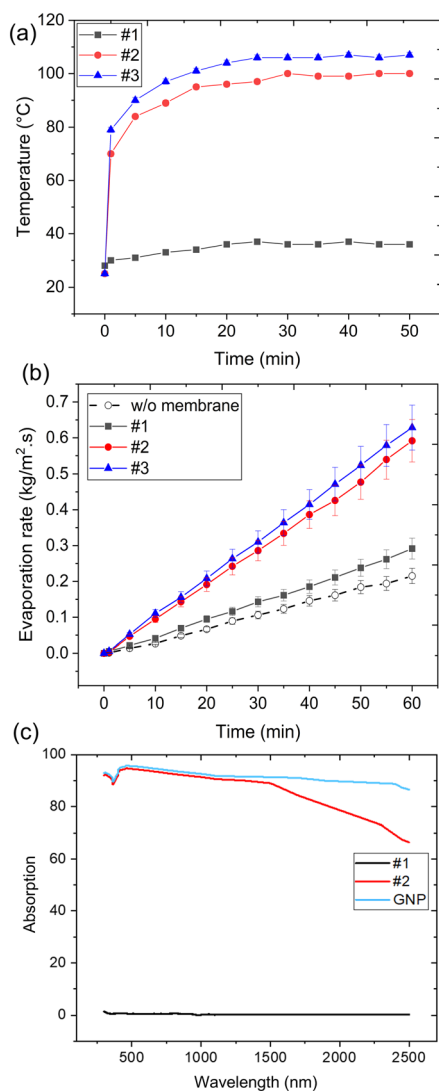 (a)
120
100
80
60
40
20
Temperature (°C)
#1
#2
#3
0 10 20 30 40 50
Time (min)
(b)
0.7
0.6
0.5
0.4
0.3
0.2
0.1
0.0
Evaporation rate (kg/m².s)
w/o membrane
#1
#2
#3
0 10 20 30 40 50 60
Time (min)
(c)
100
80
60
40
20
0
Absorption
#1
#2
GNP
500 1000 1500 2000 2500
Wavelength (nm)